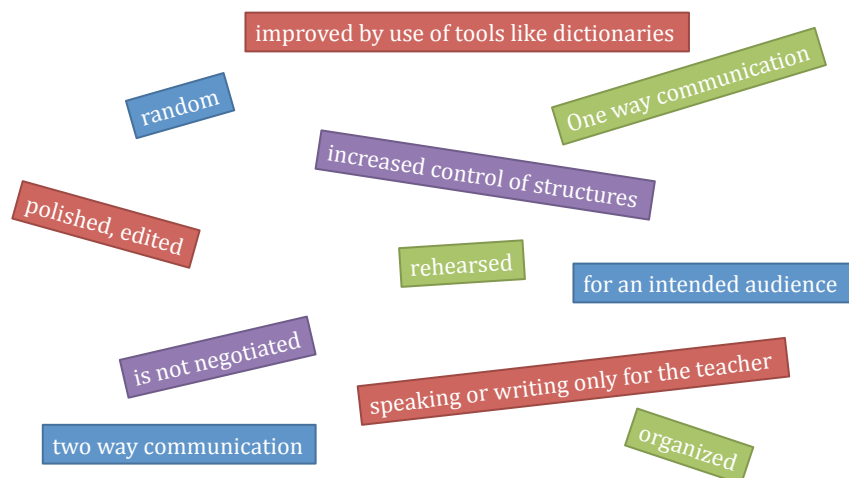 improved by use of tools like dictionaries
One way communication
random
increased control of structures
polished, edited
rehearsed
for an intended audience
is not negotiated
speaking or writing only for the teacher
two way communication
organized